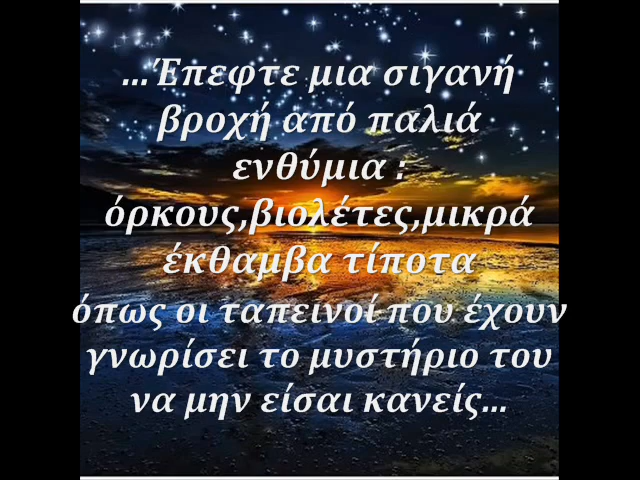 ...Έπεφτε μια σιγανή
βροχή από παλιά
ενθύμια :
όρκους,βιολέτες,μικρά
έκθαμβα τίποτα
όπως οι ταπεινοί που έχουν
γνωρίσει το μυστήριο του
να μην είσαι κανείς...